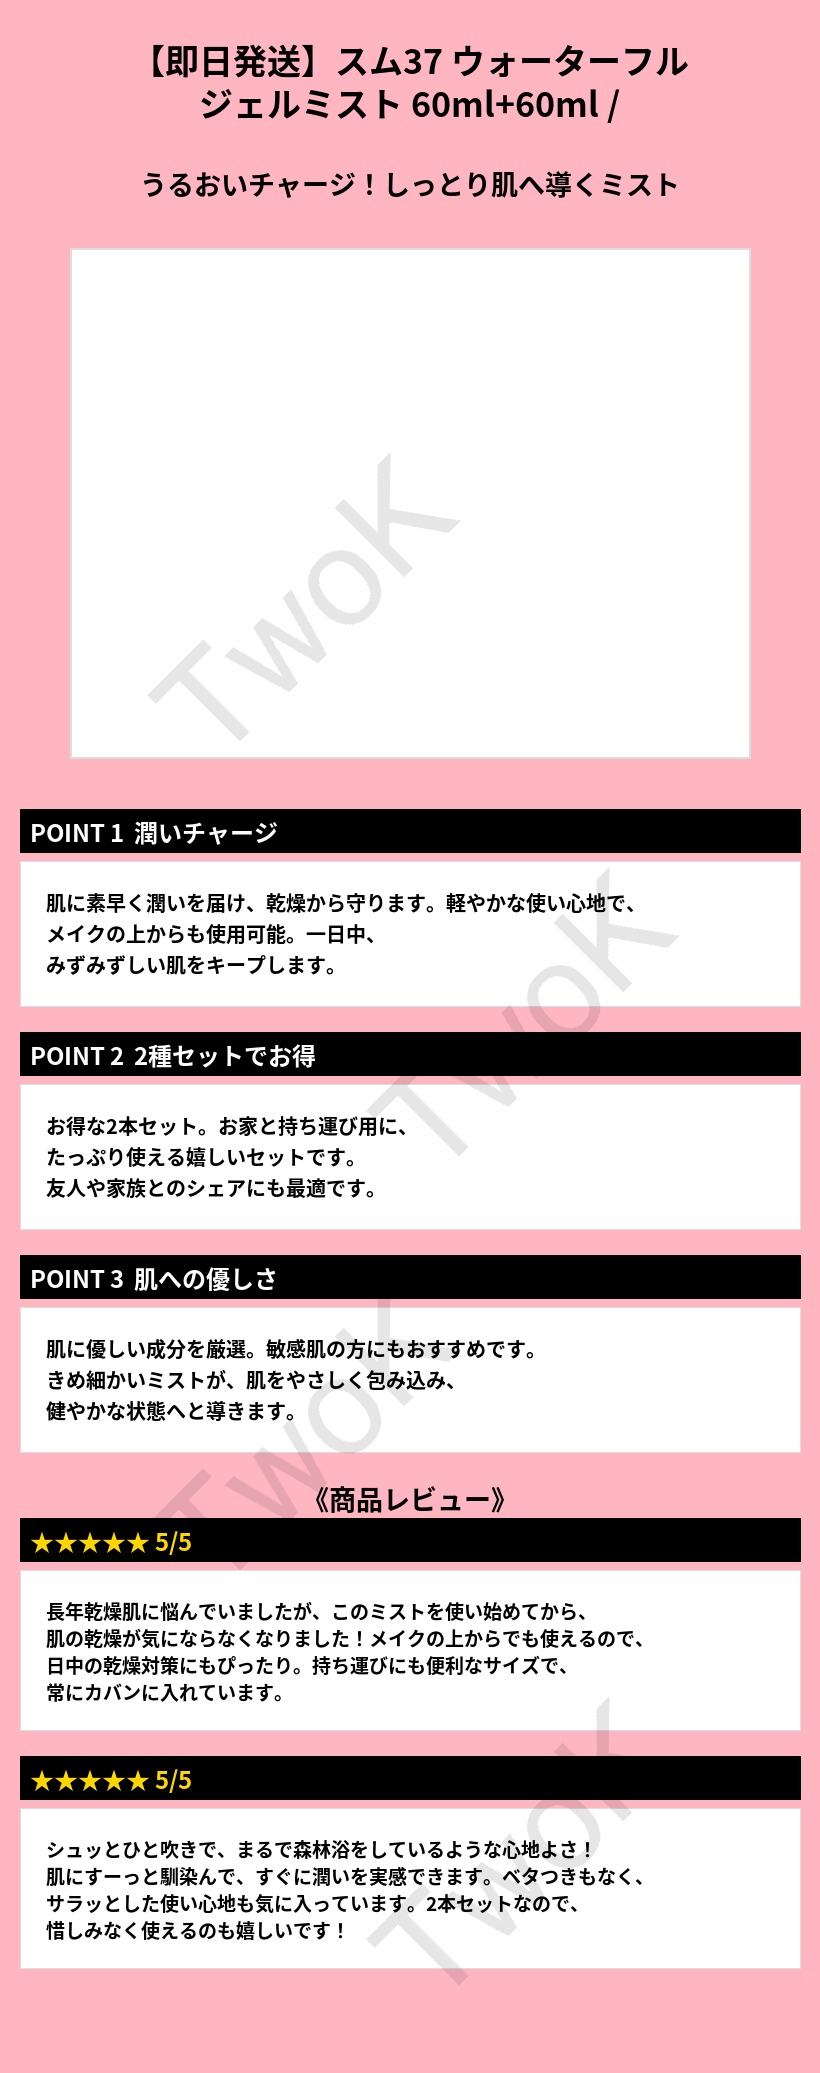 【即日発送】スム37 ウォーターフル
ジェルミスト 60ml+60ml /
うるおいチャージ！しっとり肌へ導くミスト
TwoK
POINT 1 潤いチャージ
肌に素早く潤いを届け、乾燥から守ります。軽やかな使い心地で、
メイクの上からも使用可能。一日中、
みずみずしい肌をキープします。
TwoK
POINT 2 2種セットでお得
お得な2本セット。お家と持ち運び用に、
たっぷり使える嬉しいセットです。
友人や家族とのシェアにも最適です。
POINT 3 肌への優しさ
肌に優しい成分を厳選。敏感肌の方にもおすすめです。
きめ細かいミストが、肌をやさしく包み込み、
健やかな状態へと導きます。
TwoK
《商品レビュー》
★★★★★ 5/5
長年乾燥肌に悩んでいましたが、このミストを使い始めてから、
肌の乾燥が気にならなくなりました！メイクの上からでも使えるので、
日中の乾燥対策にもぴったり。持ち運びにも便利なサイズで、
常にカバンに入れています。
★★★★★ 5/5
シュッとひと吹きで、まるで森林浴をしているような心地よさ！
肌にすーっと馴染んで、すぐに潤いを実感できます。ベタつきもなく、
サラッとした使い心地も気に入っています。2本セットなので、
惜しみなく使えるのも嬉しいです！
TwoK